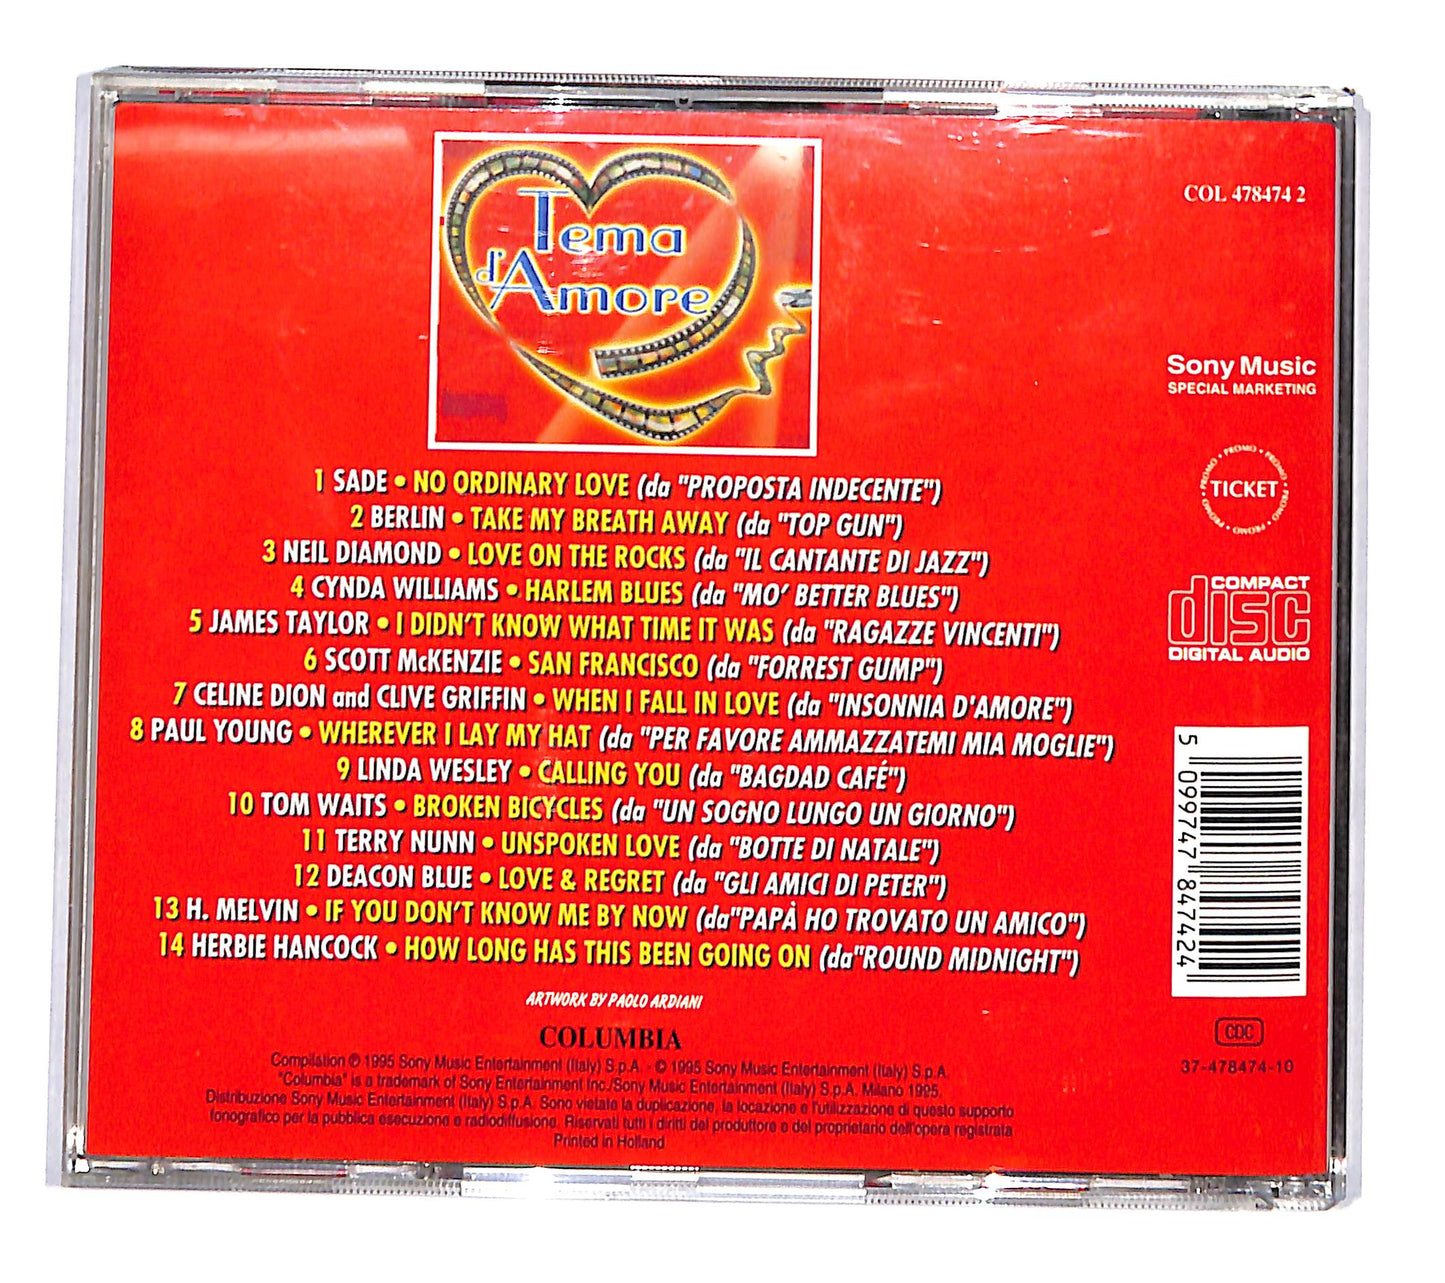 Tema
d'Amore
COL 478474 2
Sony Music
SPECIAL MARKETING
PROMO • PROMO • PROMO • PROMO • PROMO • PROMO •
TICKET
COMPACT
disc
DIGITAL AUDIO
1 SADE • NO ORDINARY LOVE (da "PROPOSTA INDECENTE")
2 BERLIN • TAKE MY BREATH AWAY (da "TOP GUN")
3 NEIL DIAMOND • LOVE ON THE ROCKS (da "IL CANTANTE DI JAZZ")
4 CYNDA WILLIAMS • HARLEM BLUES (da "MO' BETTER BLUES")
5 JAMES TAYLOR • I DIDN'T KNOW WHAT TIME IT WAS (da "RAGAZZE VINCENTI")
6 SCOTT McKENZIE • SAN FRANCISCO (da "FORREST GUMP")
7 CELINE DION and CLIVE GRIFFIN • WHEN I FALL IN LOVE (da "INSONNIA D'AMORE")
8 PAUL YOUNG • WHEREVER I LAY MY HAT (da "PER FAVORE AMMAZZATEMI MIA MOGLIE")
9 LINDA WESLEY • CALLING YOU (da "BAGDAD CAFÉ")
10 TOM WAITS • BROKEN BICYCLES (da "UN SOGNO LUNGO UN GIORNO")
11 TERRY NUNN • UNSPOKEN LOVE (da "BOTTE DI NATALE")
12 DEACON BLUE • LOVE & REGRET (da "GLI AMICI DI PETER")
13 H. MELVIN • IF YOU DON'T KNOW ME BY NOW (da"PAPÀ HO TROVATO UN AMICO")
14 HERBIE HANCOCK • HOW LONG HAS THIS BEEN GOING ON (da"ROUND MIDNIGHT")
5 099747 847424
ARTWORK BY PAOLO ARDIANI
COLUMBIA
Compilation ℗ 1995 Sony Music Entertainment (Italy) S.p.A. - © 1995 Sony Music Entertainment (Italy) S.p.A.
"Columbia" is a trademark of Sony Entertainment Inc./Sony Music Entertainment (Italy) S.p.A. Milano 1995.
Distribuzione Sony Music Entertainment (Italy) S.p.A. Sono vietate la duplicazione, la locazione e l'utilizzazione di questo supporto
fonografico per la pubblica esecuzione e radiodiffusione. Riservati tutti i diritti del produttore e del proprietario dell'opera registrata
Printed in Holland
CDC
37-478474-10